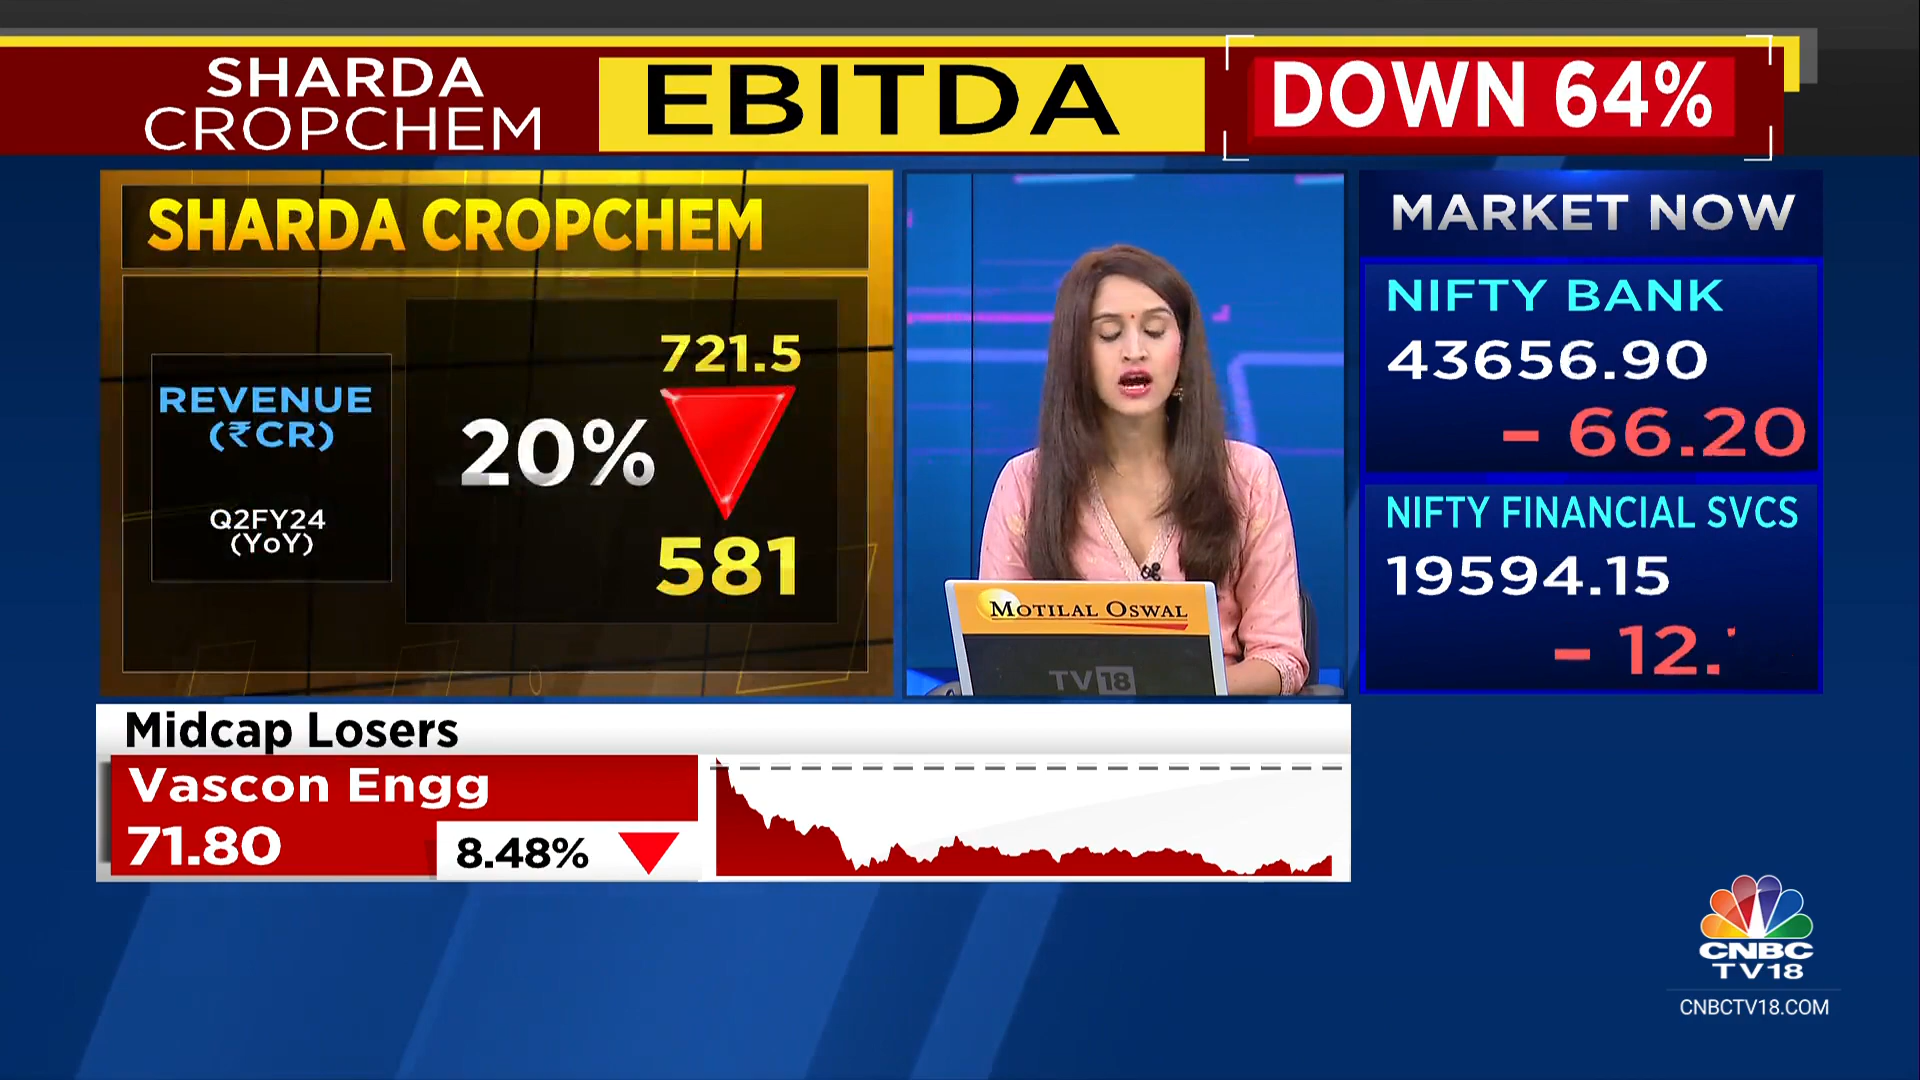 SHARDA
CROPCHEM
EBITDA
DOWN 64%
SHARDA CROPCHEM
REVENUE
(₹CR)
Q2FY24
(YoY)
20%
721.5
581
MOTILAL OSWAL
TV18
MARKET NOW
NIFTY BANK
43656.90
- 66.20
NIFTY FINANCIAL SVCS
19594.15
- 12.
Midcap Losers
Vascon Engg
71.80
8.48%
CNBC
TV18
CNBCTV18.COM